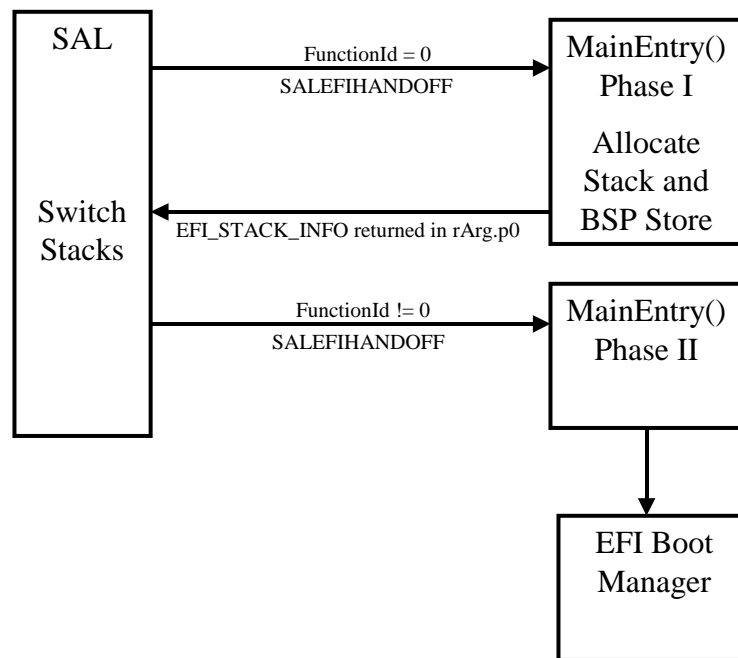 SAL
FunctionId = 0
SALEFIHANDOFF
MainEntry()
Phase I
Allocate
Stack and
BSP Store
Switch
Stacks
EFI_STACK_INFO returned in rArg.p0
FunctionId != 0
SALEFIHANDOFF
MainEntry()
Phase II
EFI Boot
Manager